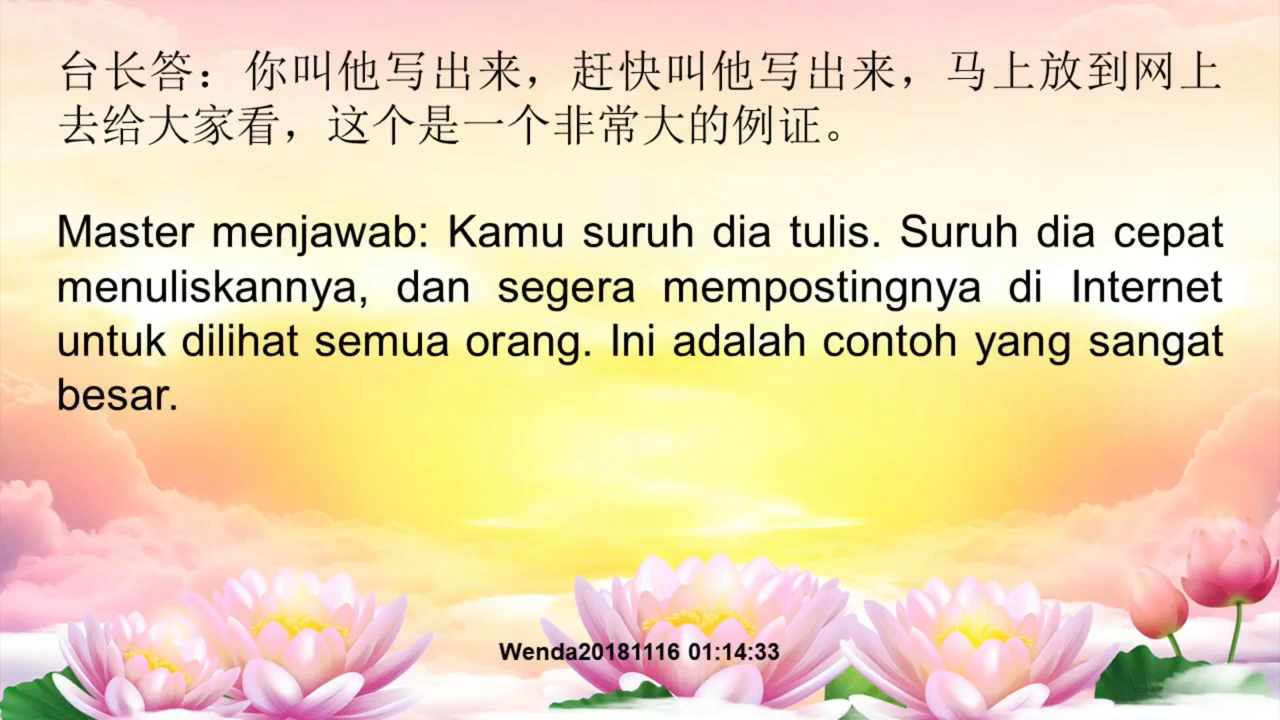 台长答：你叫他写出来，赶快叫他写出来，马上放到网上
去给大家看，这个是一个非常大的例证。
Master menjawab: Kamu suruh dia tulis. Suruh dia cepat
menuliskannya, dan segera mempostingnya di Internet
untuk dilihat semua orang. Ini adalah contoh yang sangat
besar.
Wenda20181116 01:14:33